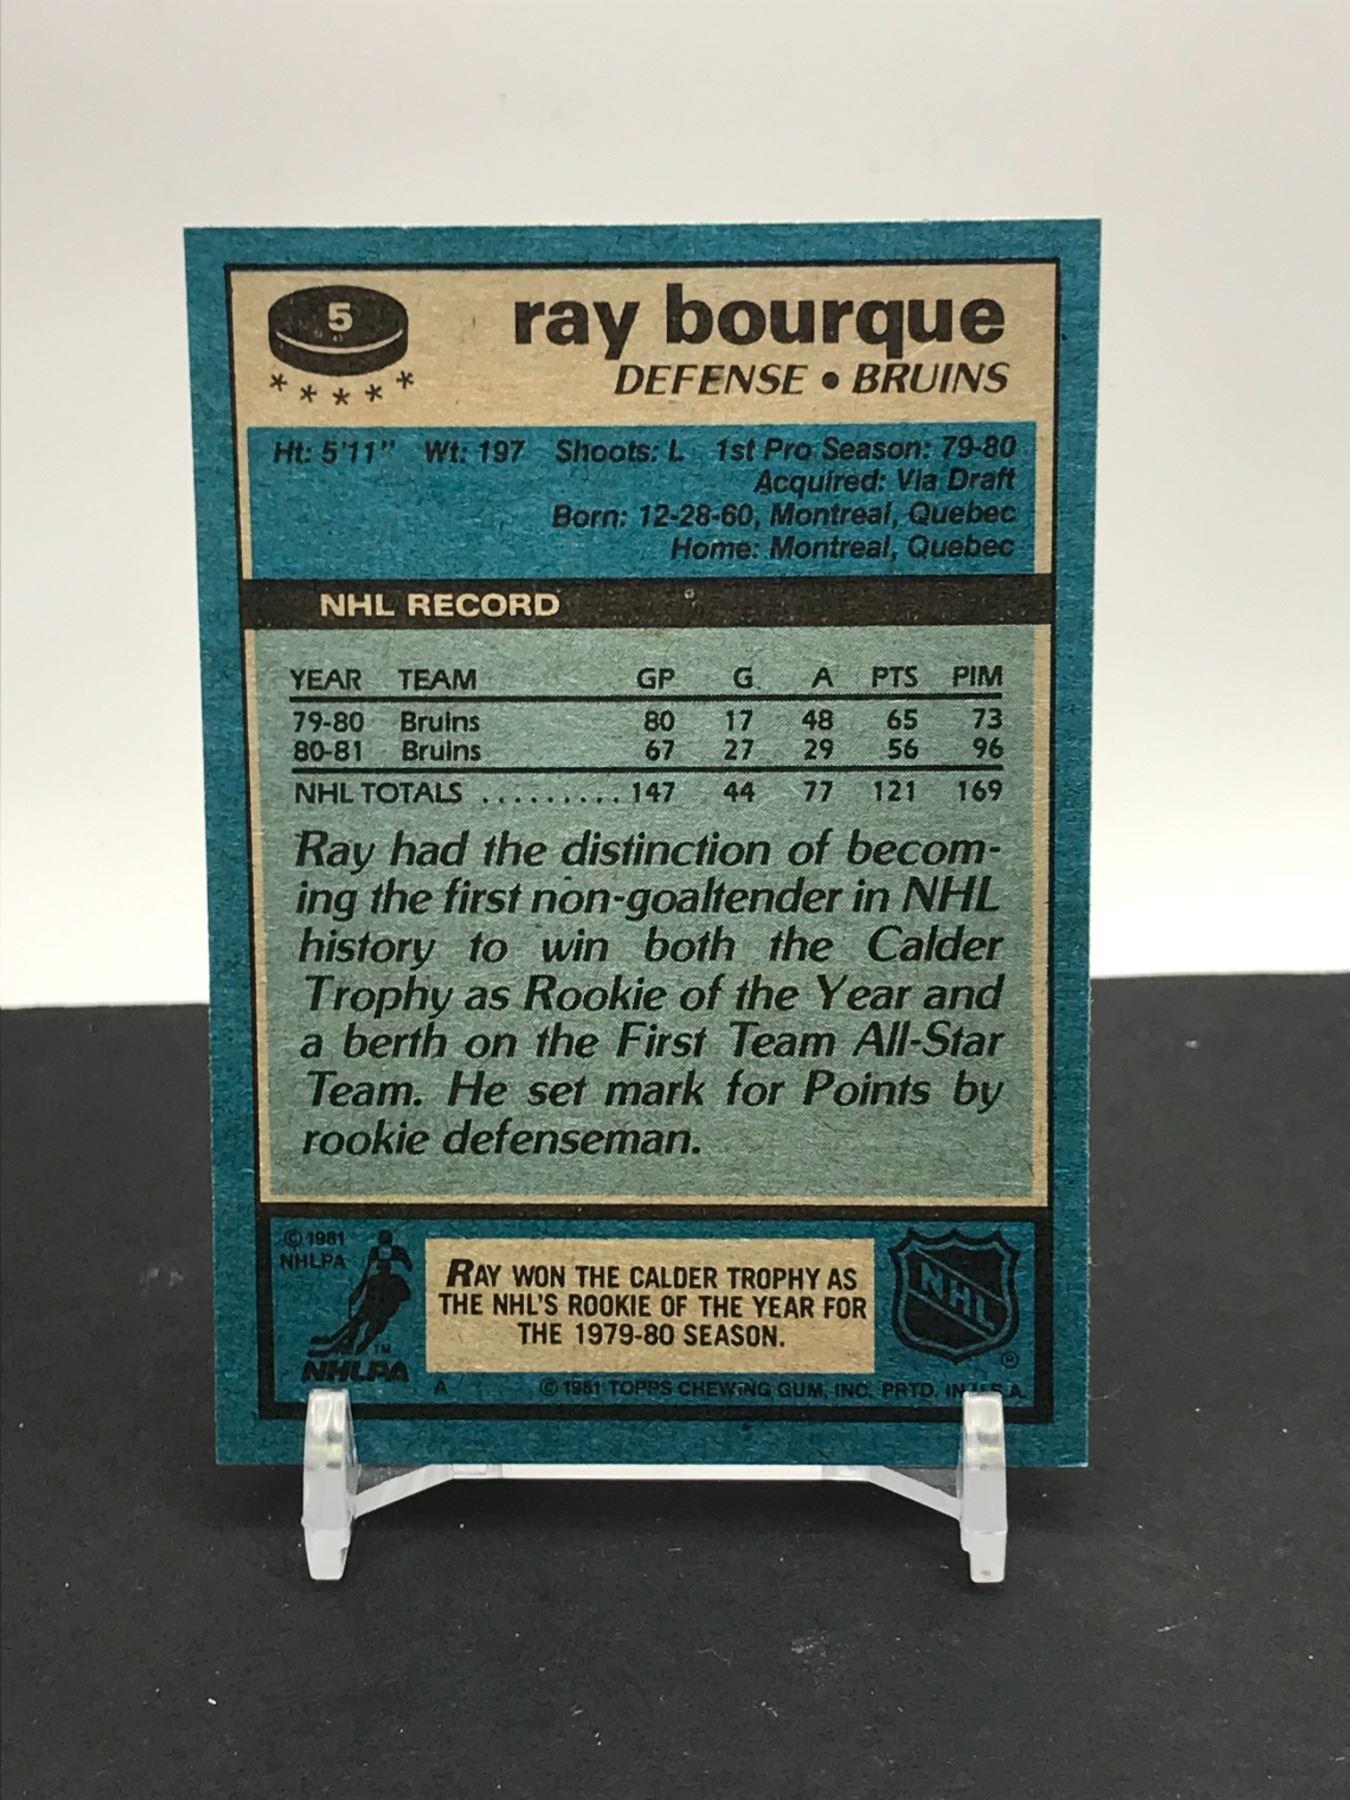 5
ray bourque
DEFENSE • BRUINS
Ht: 5'11" Wt: 197 Shoots: L 1st Pro Season: 79-80
Acquired: Via Draft
Born: 12-28-60, Montreal, Quebec
Home: Montreal, Quebec
NHL RECORD
YEAR TEAM GP G A PTS PIM
79-80 Bruins 80 17 48 65 73
80-81 Bruins 67 27 29 56 96
NHL TOTALS ......... 147 44 77 121 169
Ray had the distinction of becom-
ing the first non-goaltender in NHL
history to win both the Calder
Trophy as Rookie of the Year and
a berth on the First Team All-Star
Team. He set mark for Points by
rookie defenseman.
© 1981
NHLPA
TM
NHLPA
RAY WON THE CALDER TROPHY AS
THE NHL'S ROOKIE OF THE YEAR FOR
THE 1979-80 SEASON.
NHL
®
A © 1981 TOPPS CHEWING GUM, INC. PRTD. IN U.S.A.